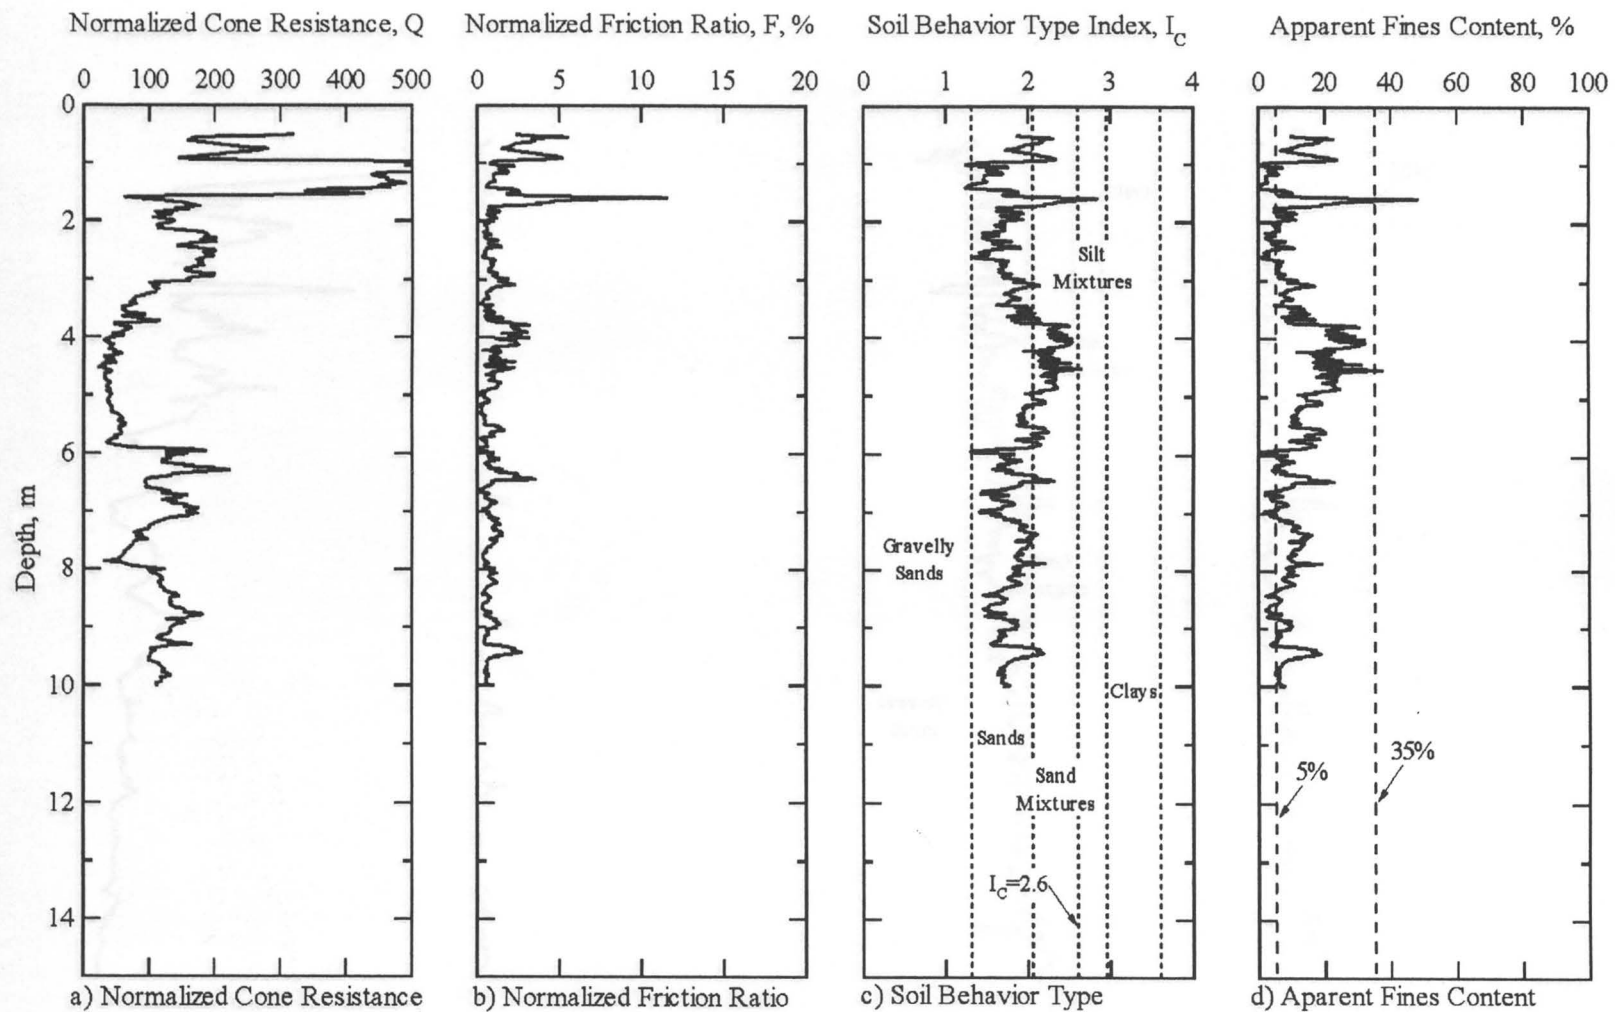 Normalized Cone Resistance, Q
Normalized Friction Ratio, F, %
Soil Behavior Type Index, I_C
Apparent Fines Content, %
0 100 200 300 400 500
0 5 10 15 20
0 1 2 3 4
0 20 40 60 80 100
0
2
4
6
8
10
12
14
Depth, m
Silt
Mixtures
Gravelly
Sands
Clays
Sands
Sand
Mixtures
I_C=2.6
5%
35%
a) Normalized Cone Resistance
b) Normalized Friction Ratio
c) Soil Behavior Type
d) Apparent Fines Content